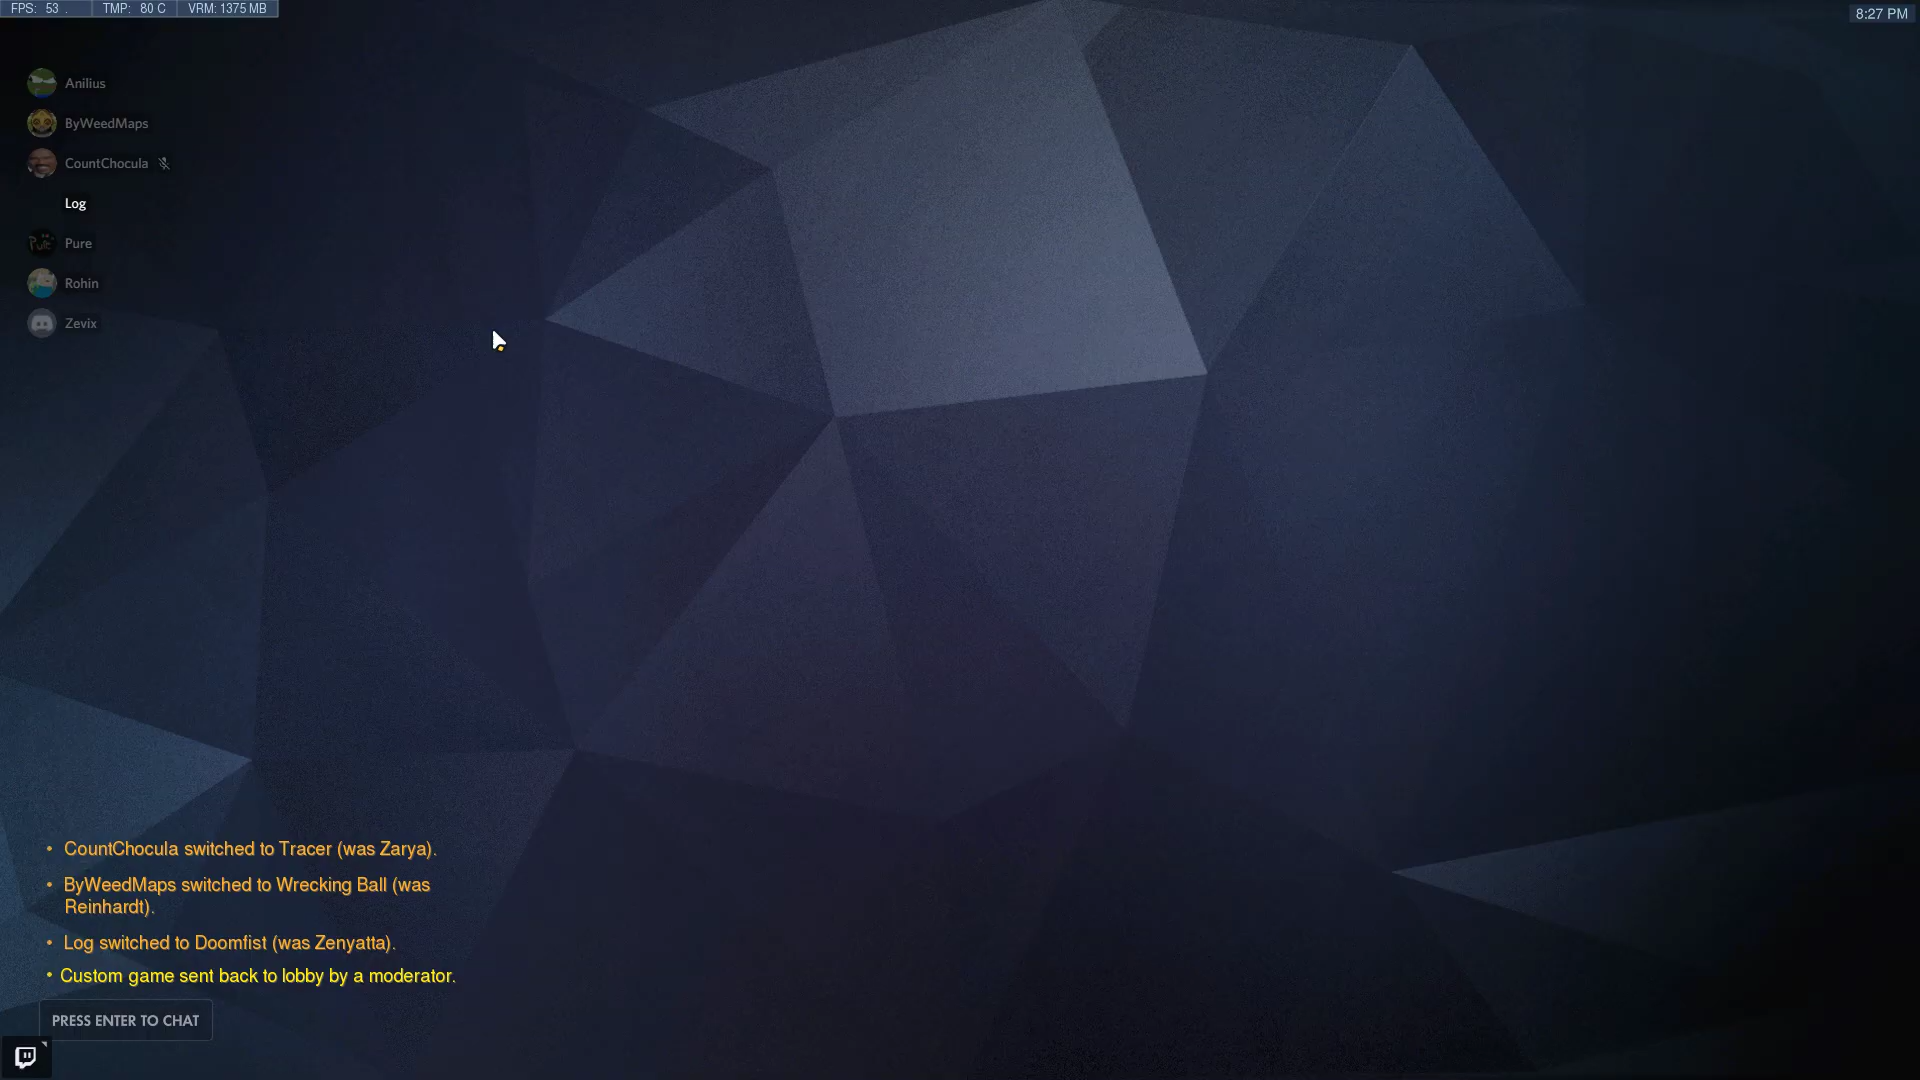 FPS: 53 . TMP: 80 C VRM: 1375 MB
8:27 PM
Anilius
ByWeedMaps
CountChocula
Log
Pure
Rohin
Zevix
• CountChocula switched to Tracer (was Zarya).
• ByWeedMaps switched to Wrecking Ball (was
Reinhardt).
• Log switched to Doomfist (was Zenyatta).
• Custom game sent back to lobby by a moderator.
PRESS ENTER TO CHAT